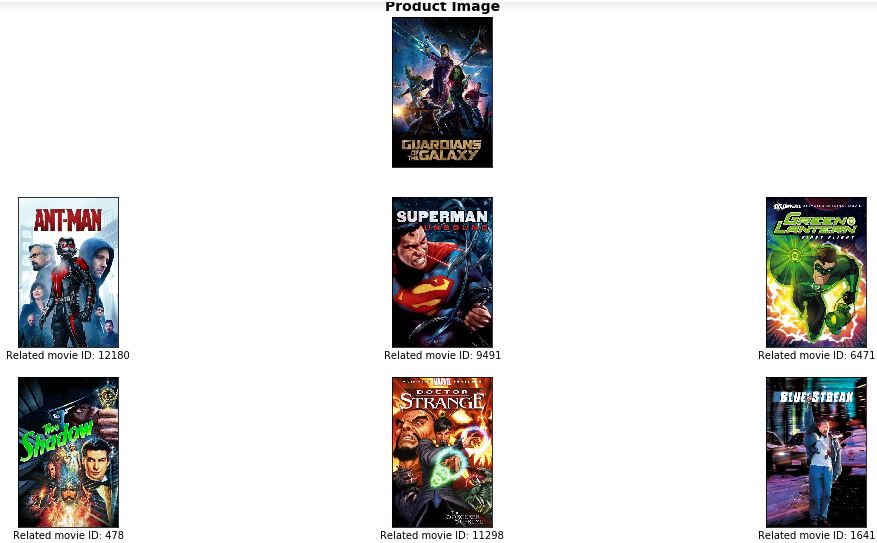 Product Image
GUARDIANS
OF THE GALAXY
ANT-MAN
SUPERMAN
UNBOUND
GREEN
LANTERN
FIRST FLIGHT
Related movie ID: 12180
Related movie ID: 9491
Related movie ID: 6471
The
Shadow
MARVEL
DOCTOR
STRANGE
BLUE STREAK
Related movie ID: 478
Related movie ID: 11298
Related movie ID: 1641